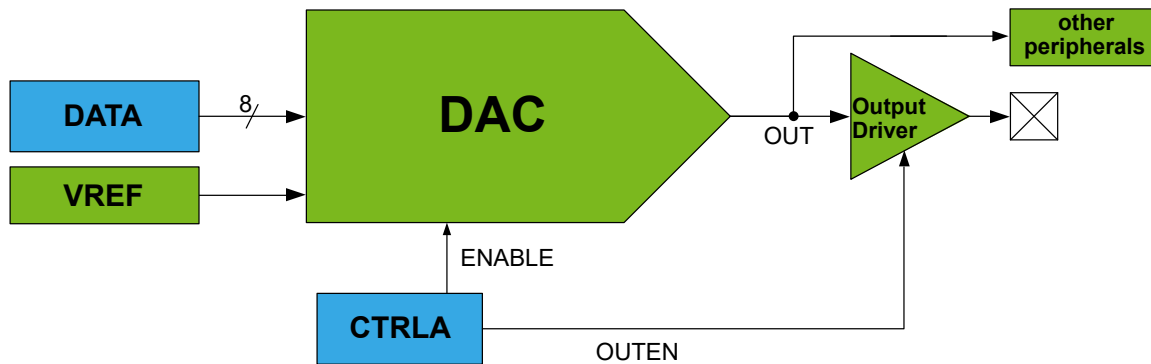 other
peripherals
8
DATA
DAC
Output
Driver
OUT
VREF
ENABLE
CTRLA
OUTEN